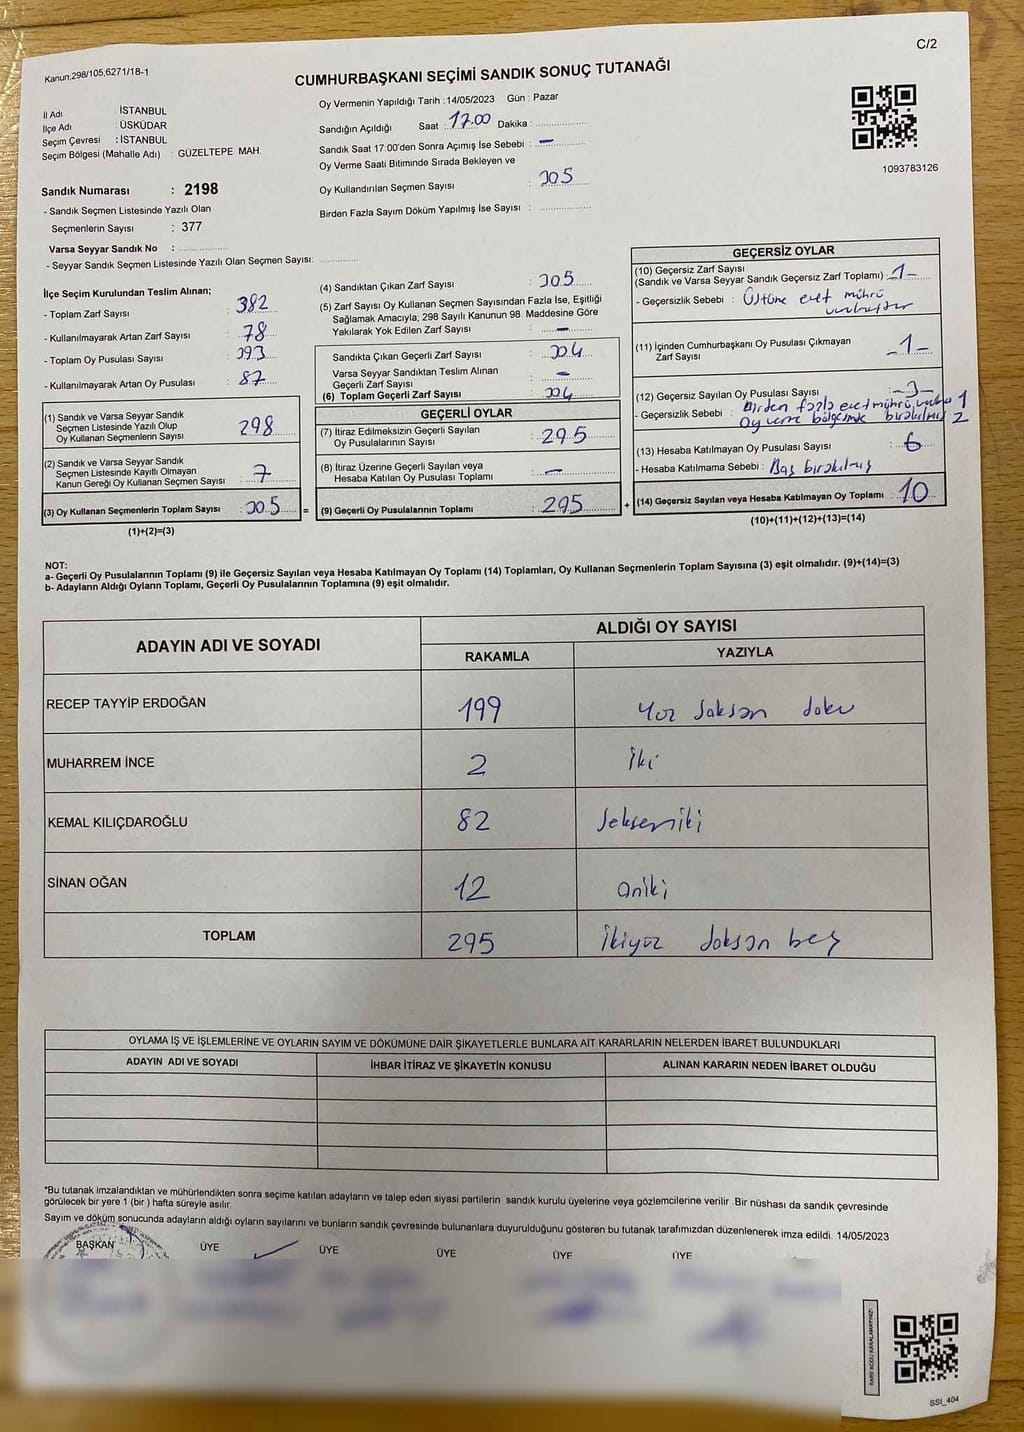 C/2
Kanun;298/105;6271/18-1
CUMHURBAŞKANI SEÇİMİ SANDIK SONUÇ TUTANAĞI
İl Adı : İSTANBUL
İlçe Adı : ÜSKÜDAR
Seçim Çevresi : İSTANBUL
Seçim Bölgesi (Mahalle Adı) : GÜZELTEPE MAH.
Sandık Numarası : 2198
- Sandık Seçmen Listesinde Yazılı Olan
Seçmenlerin Sayısı : 377
Varsa Seyyar Sandık No :
- Seyyar Sandık Seçmen Listesinde Yazılı Olan Seçmen Sayısı:
Oy Vermenin Yapıldığı Tarih :14/05/2023 Gün : Pazar
Sandığın Açıldığı Saat : 17.00 Dakika :
Sandık Saat 17:00'den Sonra Açımış İse Sebebi : —
Oy Verme Saati Bitiminde Sırada Bekleyen ve
Oy Kullandırılan Seçmen Sayısı : 305
Birden Fazla Sayım Döküm Yapılmış İse Sayısı :
1093783126
İlçe Seçim Kurulundan Teslim Alınan;
- Toplam Zarf Sayısı : 382
- Kullanılmayarak Artan Zarf Sayısı : 78
- Toplam Oy Pusulası Sayısı : 393
- Kullanılmayarak Artan Oy Pusulası : 87
(1) Sandık ve Varsa Seyyar Sandık
Seçmen Listesinde Yazılı Olup
Oy Kullanan Seçmenlerin Sayısı : 298
(2) Sandık ve Varsa Seyyar Sandık
Seçmen Listesinde Kayıtlı Olmayan
Kanun Gereği Oy Kullanan Seçmen Sayısı : 7
(3) Oy Kullanan Seçmenlerin Toplam Sayısı : 305
(1)+(2)=(3)
(4) Sandıktan Çıkan Zarf Sayısı : 305
(5) Zarf Sayısı Oy Kullanan Seçmen Sayısından Fazla İse, Eşitliği
Sağlamak Amacıyla; 298 Sayılı Kanunun 98. Maddesine Göre
Yakılarak Yok Edilen Zarf Sayısı : —
Sandıkta Çıkan Geçerli Zarf Sayısı : 304
Varsa Seyyar Sandıktan Teslim Alınan
Geçerli Zarf Sayısı : —
(6) Toplam Geçerli Zarf Sayısı : 304
GEÇERLİ OYLAR
(7) İtiraz Edilmeksizin Geçerli Sayılan
Oy Pusulalarının Sayısı : 295
(8) İtiraz Üzerine Geçerli Sayılan veya
Hesaba Katılan Oy Pusulası Toplamı : —
(9) Geçerli Oy Pusulalarının Toplamı : 295
GEÇERSİZ OYLAR
(10) Geçersiz Zarf Sayısı
(Sandık ve Varsa Seyyar Sandık Geçersiz Zarf Toplamı) : -1-
- Geçersizlik Sebebi : Üstüne evet mührü
(11) İçinden Cumhurbaşkanı Oy Pusulası Çıkmayan
Zarf Sayısı : -1-
(12) Geçersiz Sayılan Oy Pusulası Sayısı : -3-
- Geçersizlik Sebebi : Birden fazla evet mührü 1
Oy verme bölgesinde bırakılmış 2
(13) Hesaba Katılmayan Oy Pusulası Sayısı : 6
- Hesaba Katılmama Sebebi : Boş bırakılmış
(14) Geçersiz Sayılan veya Hesaba Katılmayan Oy Toplamı : 10
(10)+(11)+(12)+(13)=(14)
NOT:
a- Geçerli Oy Pusulalarının Toplamı (9) ile Geçersiz Sayılan veya Hesaba Katılmayan Oy Toplamı (14) Toplamları, Oy Kullanan Seçmenlerin Toplam Sayısına (3) eşit olmalıdır. (9)+(14)=(3)
b- Adayların Aldığı Oyların Toplamı, Geçerli Oy Pusulalarının Toplamına (9) eşit olmalıdır.
ADAYIN ADI VE SOYADI
ALDIĞI OY SAYISI
RAKAMLA YAZIYLA
RECEP TAYYİP ERDOĞAN 199 Yüz doksan dokuz
MUHARREM İNCE 2 İki
KEMAL KILIÇDAROĞLU 82 Sekseniki
SİNAN OĞAN 12 oniki
TOPLAM 295 İkiyüz doksan beş
OYLAMA İŞ VE İŞLEMLERİNE VE OYLARIN SAYIM VE DÖKÜMÜNE DAİR ŞİKAYETLERLE BUNLARA AİT KARARLARIN NELERDEN İBARET BULUNDUKLARI
ADAYIN ADI VE SOYADI İHBAR İTİRAZ VE ŞİKAYETİN KONUSU ALINAN KARARIN NEDEN İBARET OLDUĞU
*Bu tutanak imzalandıktan ve mühürlendikten sonra seçime katılan adayların ve talep eden siyasi partilerin sandık kurulu üyelerine veya gözlemcilerine verilir. Bir nüshası da sandık çevresinde
görülecek bir yere 1 (bir ) hafta süreyle asılır.
Sayım ve döküm sonucunda adayların aldığı oyların sayılarını ve bunların sandık çevresinde bulunanlara duyurulduğunu gösteren bu tutanak tarafımızdan düzenlenerek imza edildi. 14/05/2023
BAŞKAN ÜYE ÜYE ÜYE ÜYE ÜYE
SSİ_404